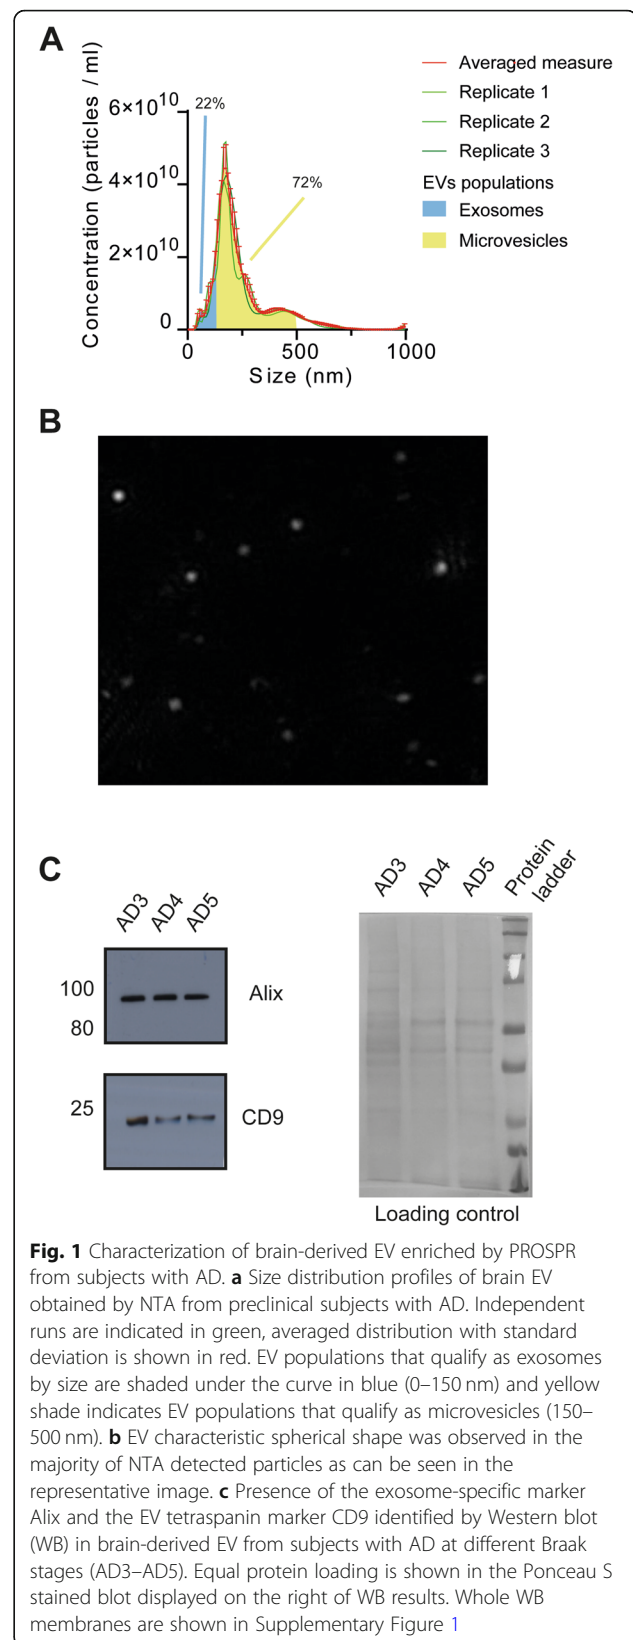 A
Concentration (particles / ml)
6×10¹⁰
4×10¹⁰
2×10¹⁰
0
22%
72%
0
500
1000
Size (nm)
Averaged measure
Replicate 1
Replicate 2
Replicate 3
EVs populations
Exosomes
Microvesicles
B
C
AD3
AD4
AD5
100
80
Alix
25
CD9
AD3
AD4
AD5
Protein
ladder
Loading control
Fig. 1 Characterization of brain-derived EV enriched by PROSPR
from subjects with AD. a Size distribution profiles of brain EV
obtained by NTA from preclinical subjects with AD. Independent
runs are indicated in green, averaged distribution with standard
deviation is shown in red. EV populations that qualify as exosomes
by size are shaded under the curve in blue (0–150 nm) and yellow
shade indicates EV populations that qualify as microvesicles (150–
500 nm). b EV characteristic spherical shape was observed in the
majority of NTA detected particles as can be seen in the
representative image. c Presence of the exosome-specific marker
Alix and the EV tetraspanin marker CD9 identified by Western blot
(WB) in brain-derived EV from subjects with AD at different Braak
stages (AD3–AD5). Equal protein loading is shown in the Ponceau S
stained blot displayed on the right of WB results. Whole WB
membranes are shown in Supplementary Figure 1